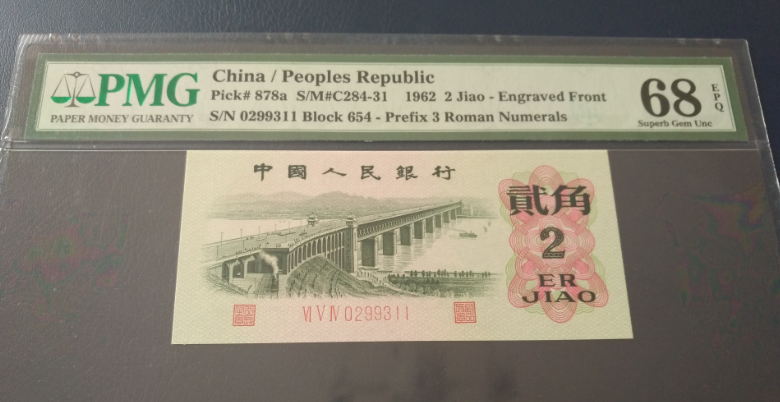 PMG
PAPER MONEY GUARANTY
China / Peoples Republic
Pick# 878a S/M#C284-31 1962 2 Jiao - Engraved Front
S/N 0299311 Block 654 - Prefix 3 Roman Numerals
68 EPQ
Superb Gem Unc
中國人民銀行
貳角
2
ER
JIAO
Ⅵ Ⅴ Ⅳ 0299311